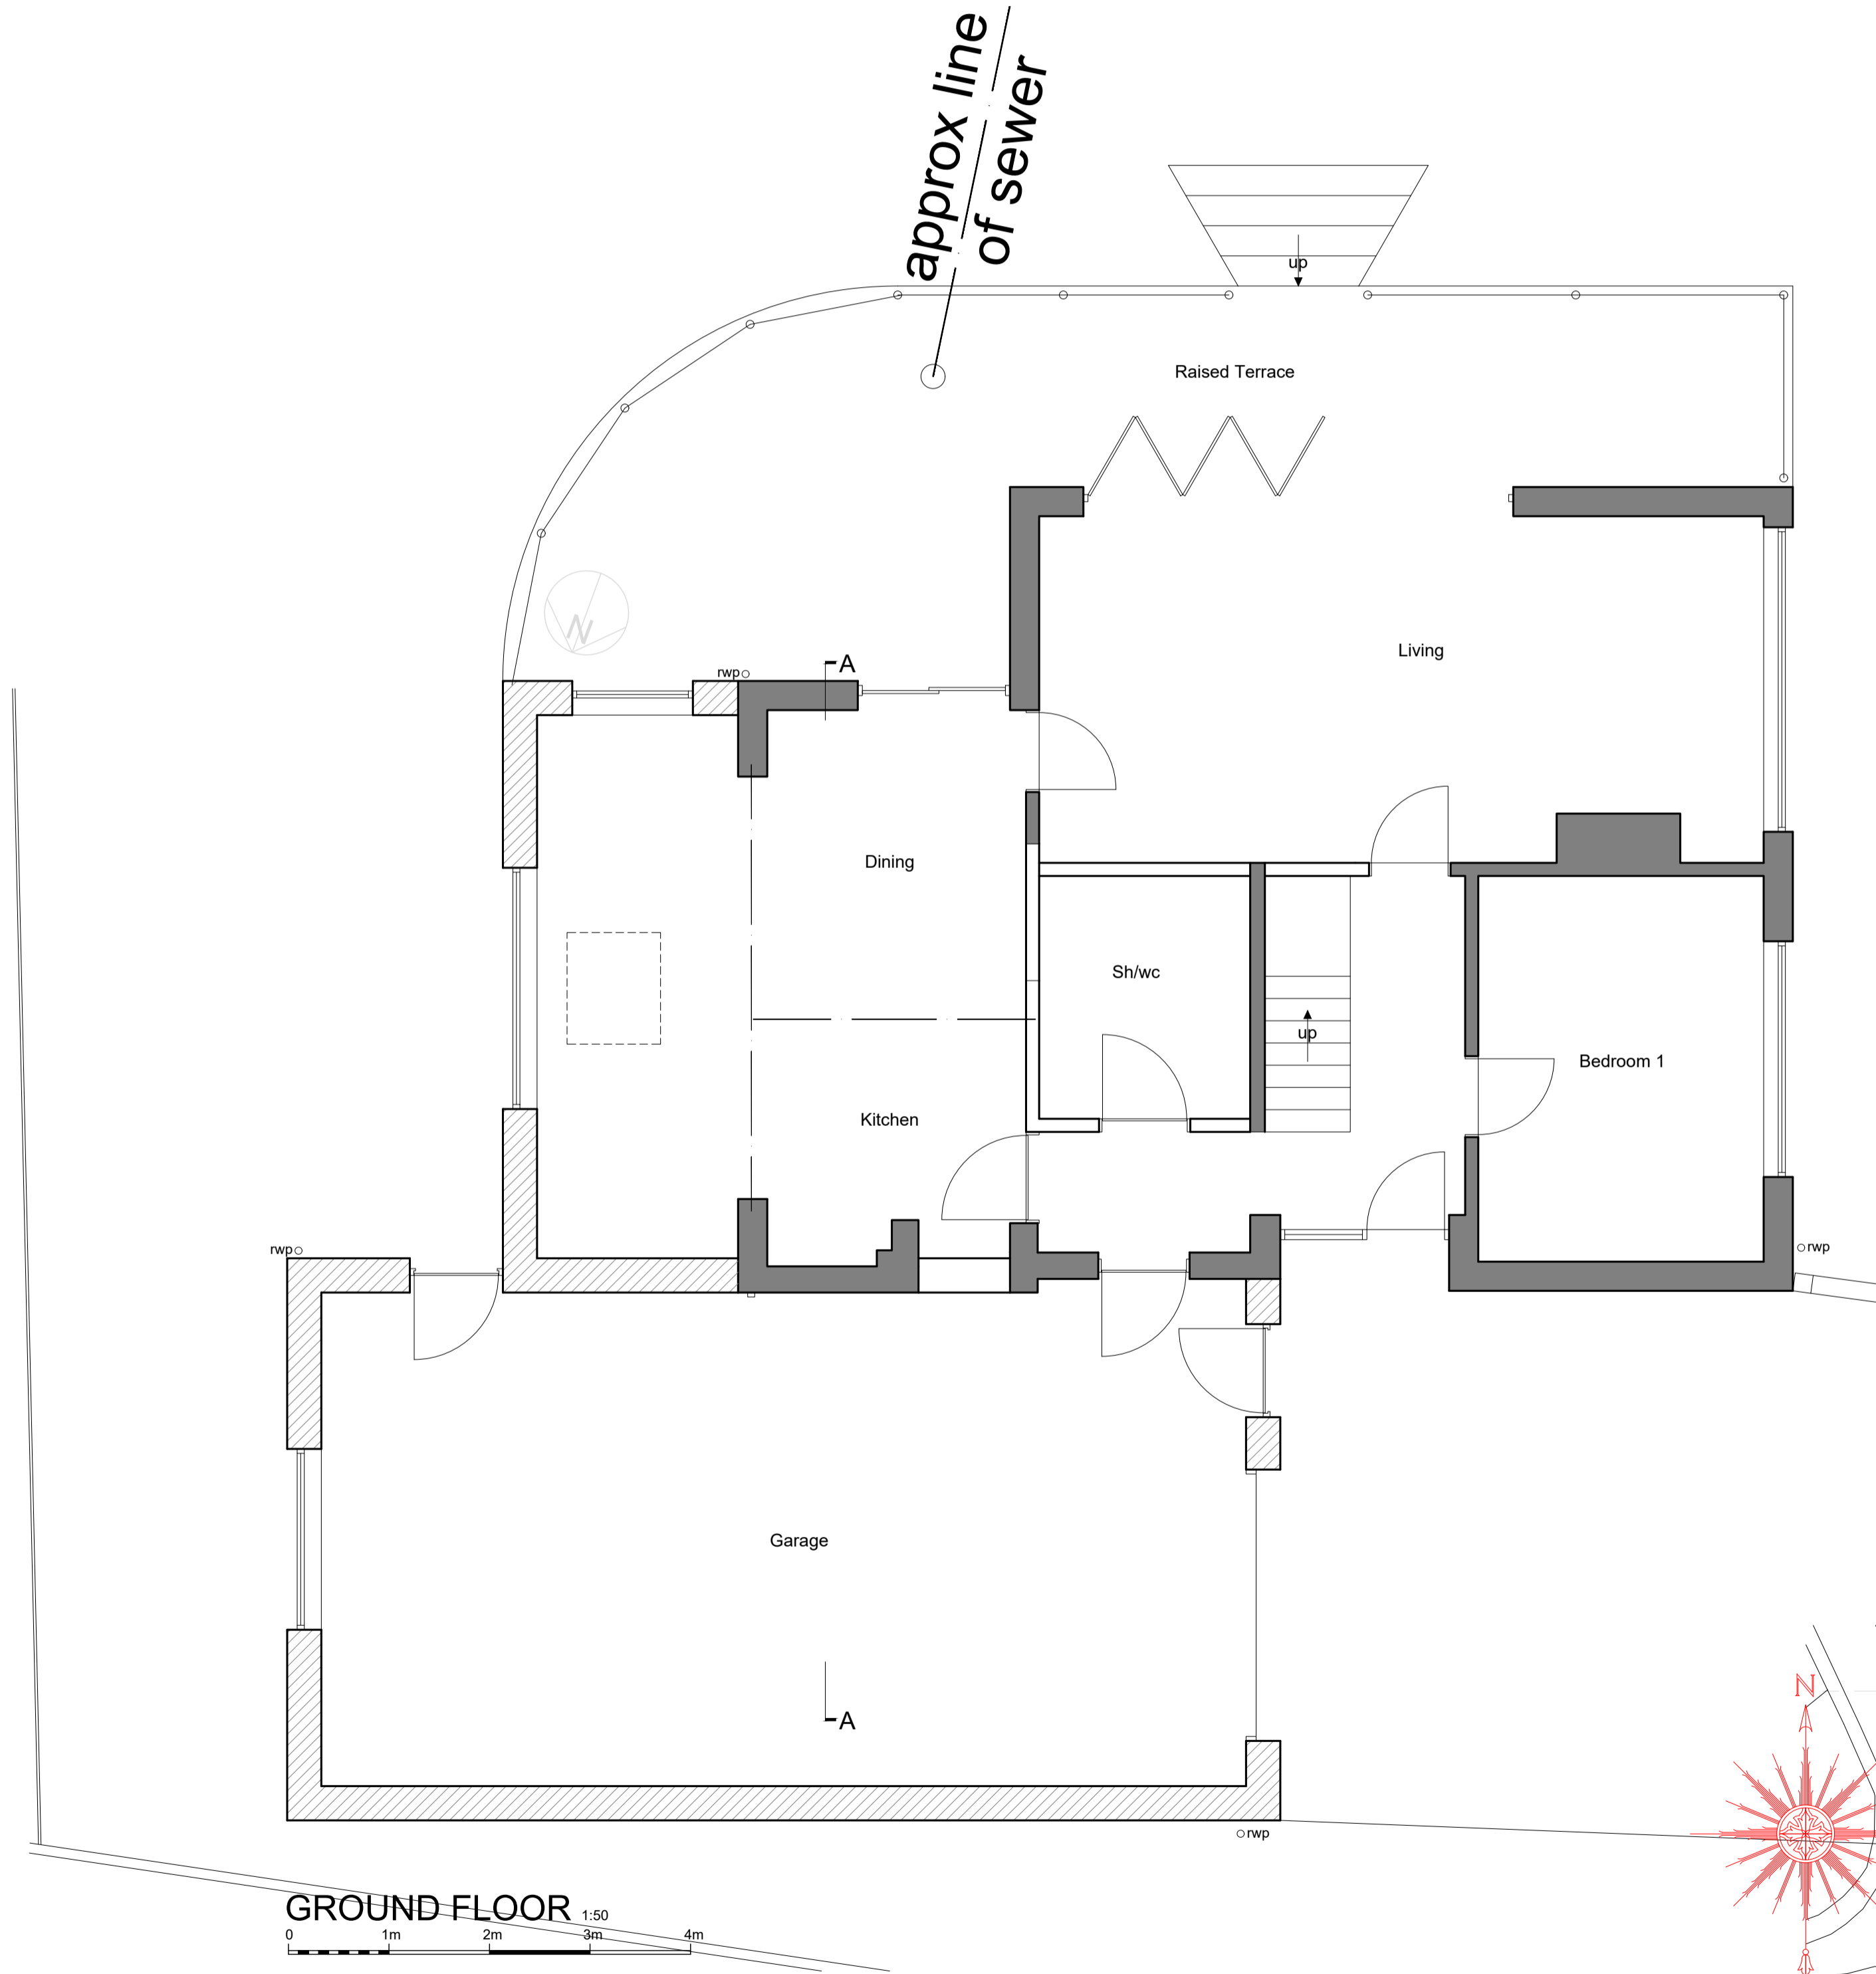 approx line
of sewer
up
Raised Terrace
N
Living
rwp
A
Dining
Sh/wc
up
Bedroom 1
Kitchen
rwp
rwp
Garage
N
A
rwp
GROUND FLOOR 1:50
0 1m 2m 3m 4m